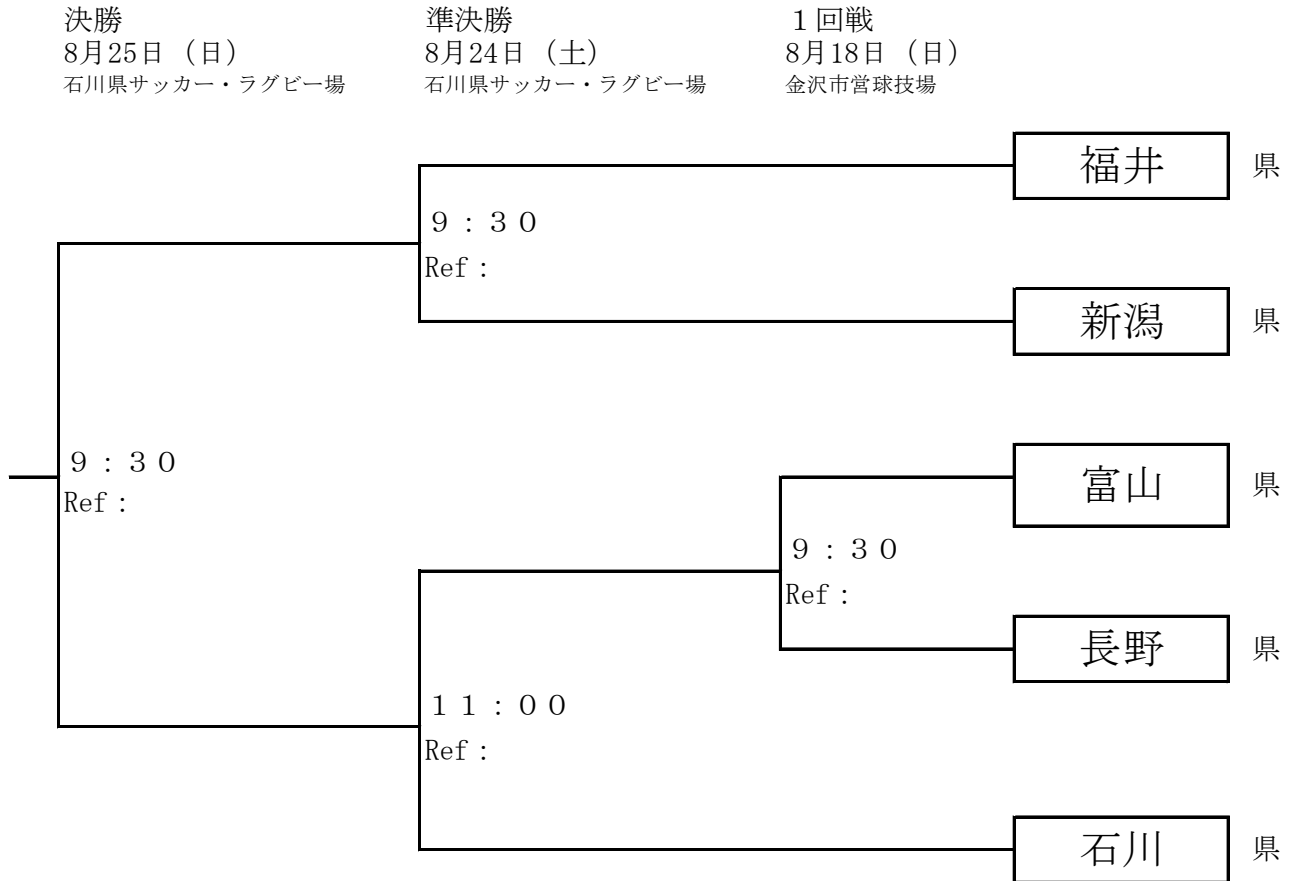 決勝
8月25日（日）
石川県サッカー・ラグビー場
準決勝
8月24日（土）
石川県サッカー・ラグビー場
１回戦
8月18日（日）
金沢市営球技場
福井 県
９：３０
Ref：
新潟 県
９：３０
Ref：
富山 県
９：３０
Ref：
長野 県
１１：００
Ref：
石川 県